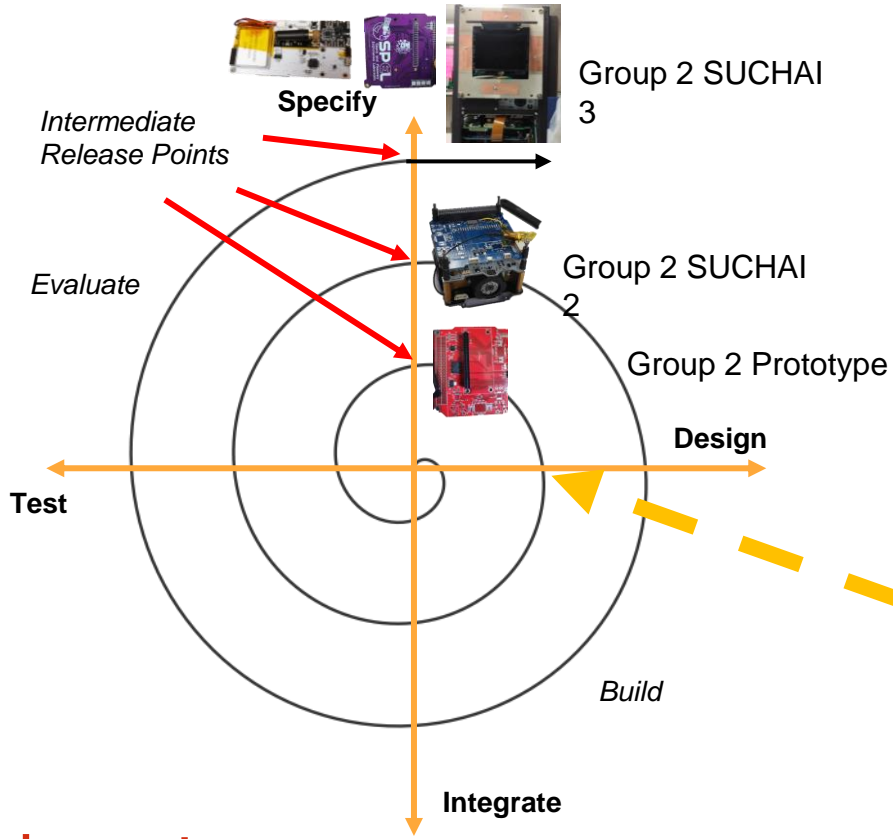 SPEL
Group 2 SUCHAI
3
Specify
Intermediate
Release Points
Evaluate
Group 2 SUCHAI
2
Group 2 Prototype
Design
Test
Build
Integrate